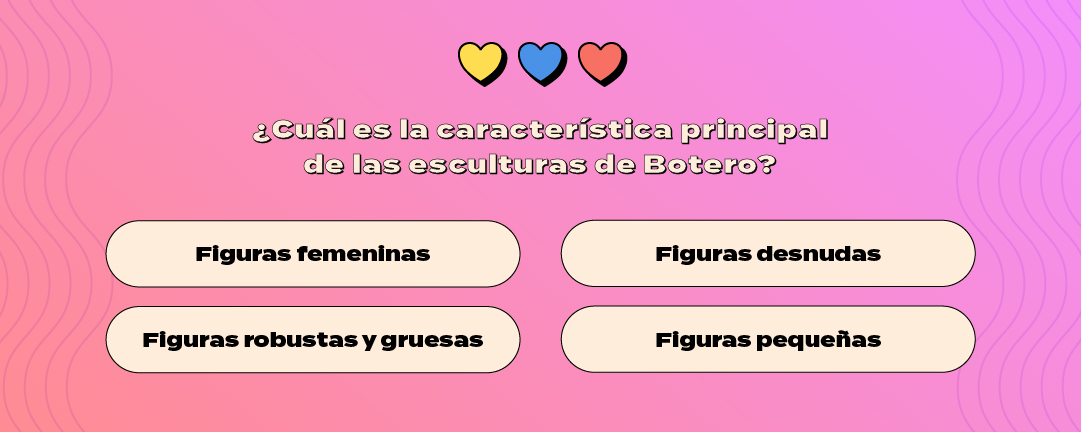 ¿Cuál es la característica principal
de las esculturas de Botero?
Figuras femeninas
Figuras desnudas
Figuras robustas y gruesas
Figuras pequeñas